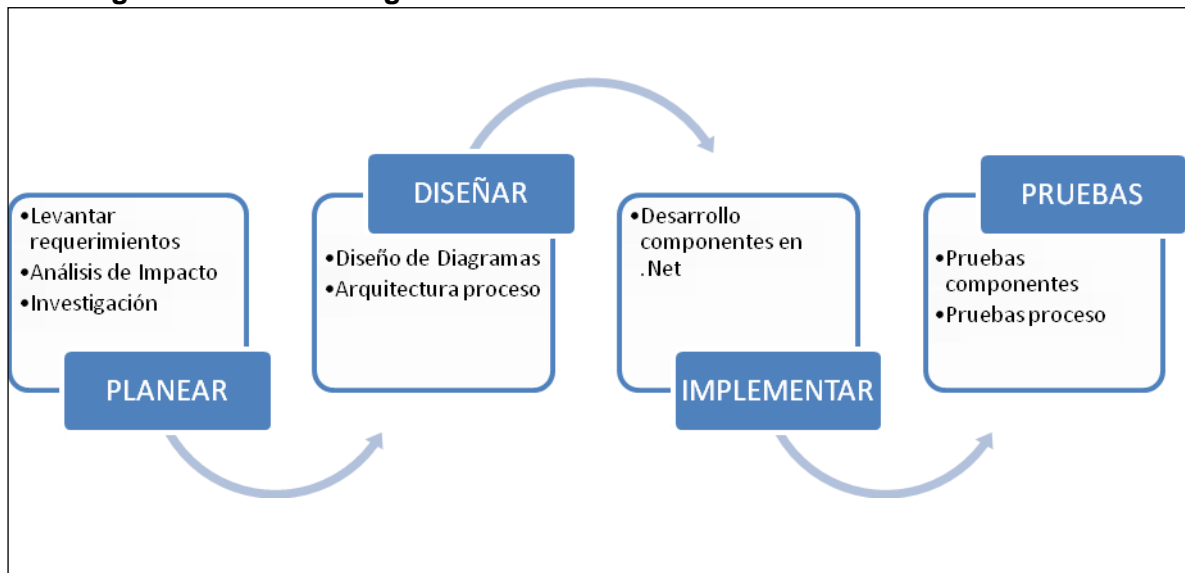 •Levantar
requerimientos
•Análisis de Impacto
•Investigación
PLANEAR
DISEÑAR
•Diseño de Diagramas
•Arquitectura proceso
•Desarrollo
componentes en
.Net
IMPLEMENTAR
PRUEBAS
•Pruebas
componentes
•Pruebas proceso